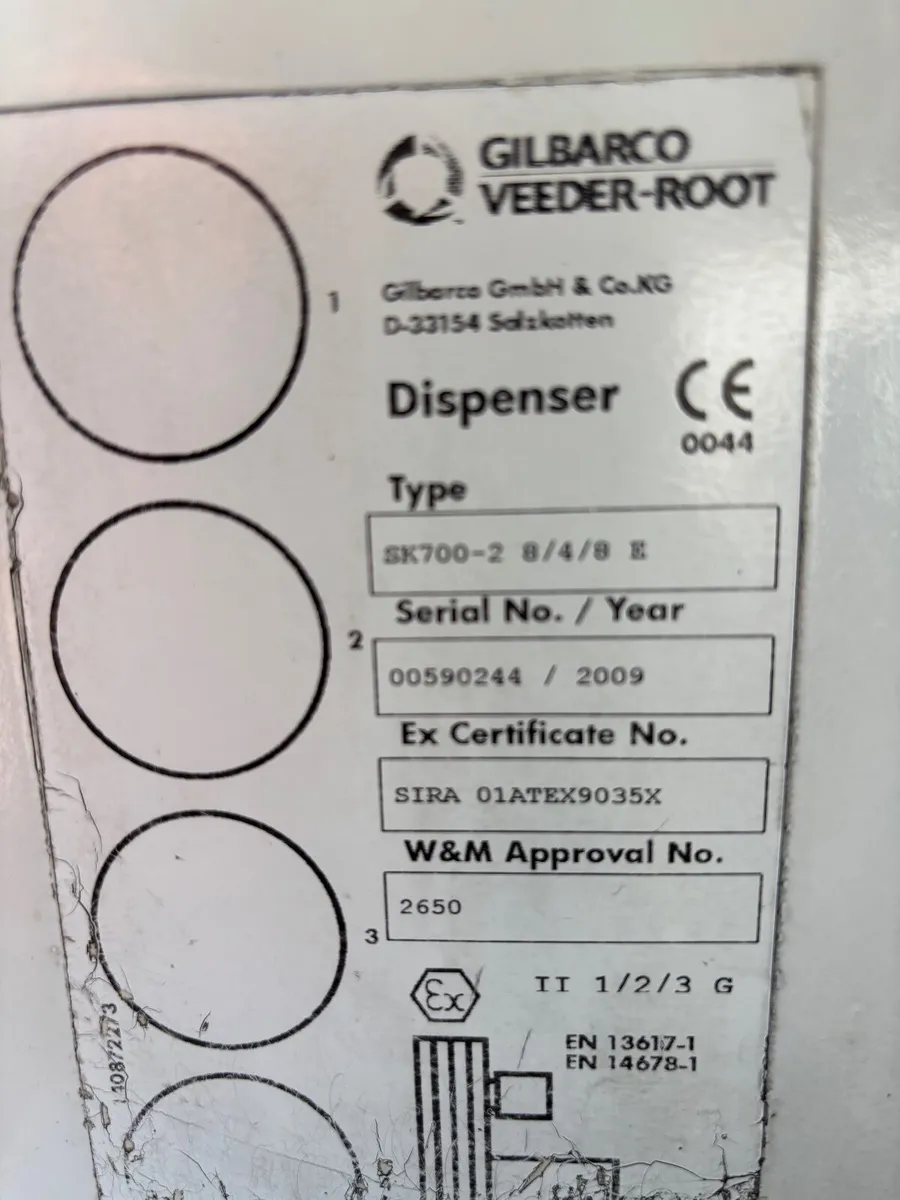 GILBARCO
VEEDER-ROOT
Gilbarco GmbH & Co.KG
D-33154 Salzkotten
Dispenser CE
0044
Type
SK700-2 8/4/8 E
Serial No. / Year
00590244 / 2009
Ex Certificate No.
SIRA 01ATEX9035X
W&M Approval No.
2650
Ex II 1/2/3 G
EN 13617-1
EN 14678-1
1
2
3
10872273